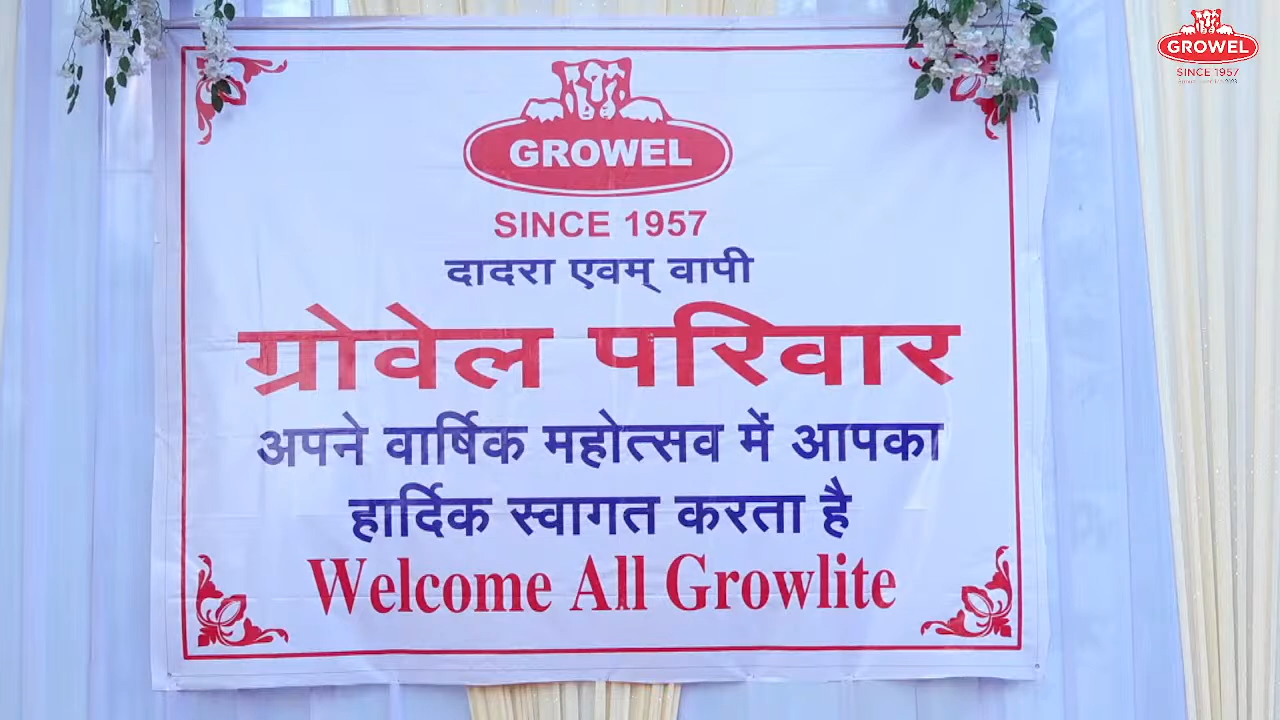 GROWEL
SINCE 1957
दादरा एवम् वापी
ग्रोवेल परिवार
अपने वार्षिक महोत्सव में आपका
हार्दिक स्वागत करता है
Welcome All Growlite
GROWEL
SINCE 1957